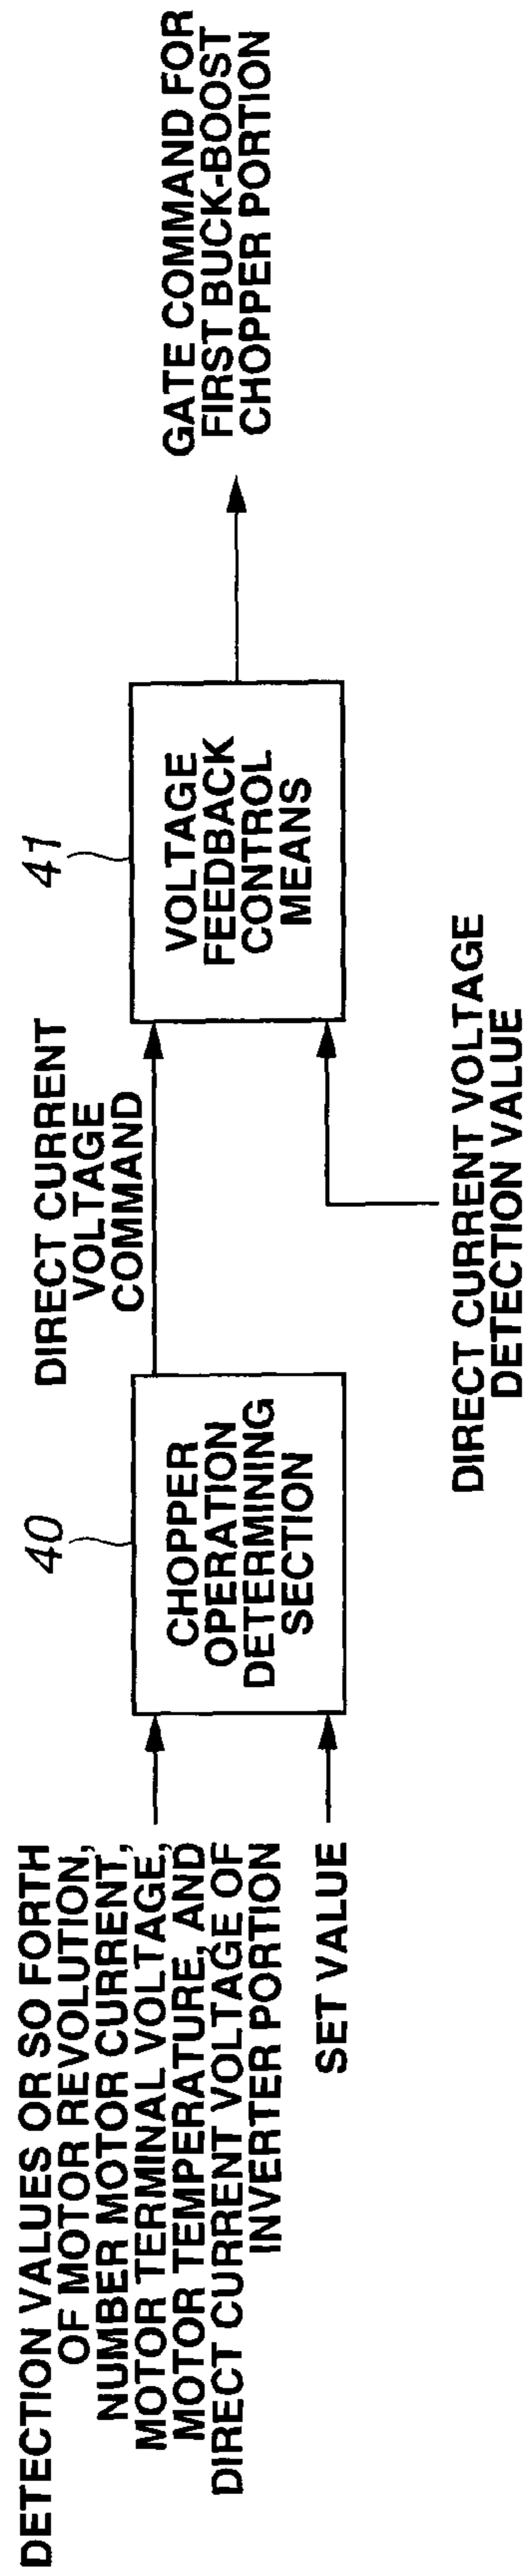 DETECTION VALUES OR SO FORTH
OF MOTOR REVOLUTION,
NUMBER MOTOR CURRENT,
MOTOR TERMINAL VOLTAGE,
MOTOR TEMPERATURE, AND
DIRECT CURRENT VOLTAGE OF
INVERTER PORTION
SET VALUE
40
CHOPPER
OPERATION
DETERMINING
SECTION
DIRECT CURRENT
VOLTAGE
COMMAND
DIRECT CURRENT VOLTAGE
DETECTION VALUE
41
VOLTAGE
FEEDBACK
CONTROL
MEANS
GATE COMMAND FOR
FIRST BUCK-BOOST
CHOPPER PORTION